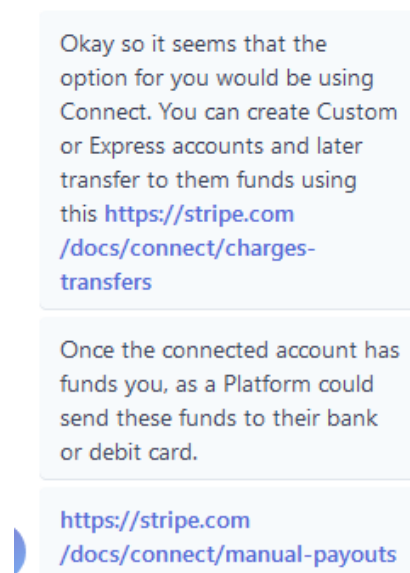 Okay so it seems that the
option for you would be using
Connect. You can create Custom
or Express accounts and later
transfer to them funds using
this https://stripe.com
/docs/connect/charges-
transfers
Once the connected account has
funds you, as a Platform could
send these funds to their bank
or debit card.
https://stripe.com
/docs/connect/manual-payouts